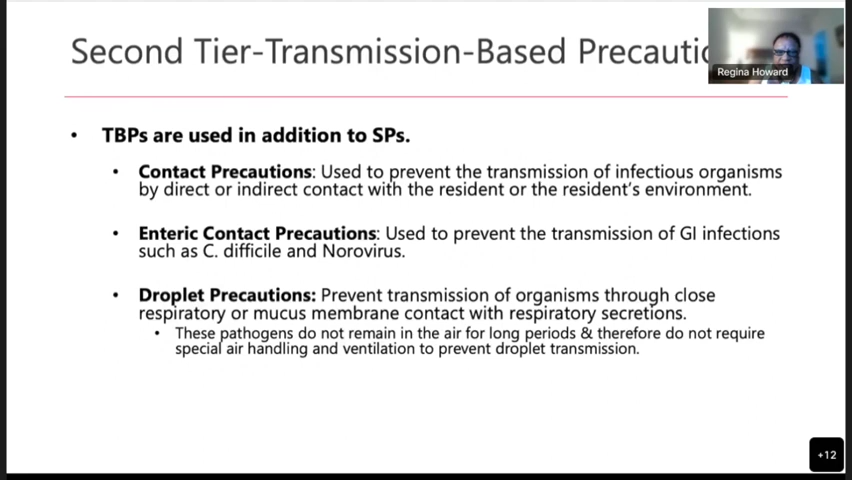 Second Tier-Transmission-Based Precautio
Regina Howard
• TBPs are used in addition to SPs.
• Contact Precautions: Used to prevent the transmission of infectious organisms
by direct or indirect contact with the resident or the resident's environment.
• Enteric Contact Precautions: Used to prevent the transmission of GI infections
such as C. difficile and Norovirus.
• Droplet Precautions: Prevent transmission of organisms through close
respiratory or mucus membrane contact with respiratory secretions.
• These pathogens do not remain in the air for long periods & therefore do not require
special air handling and ventilation to prevent droplet transmission.
+12